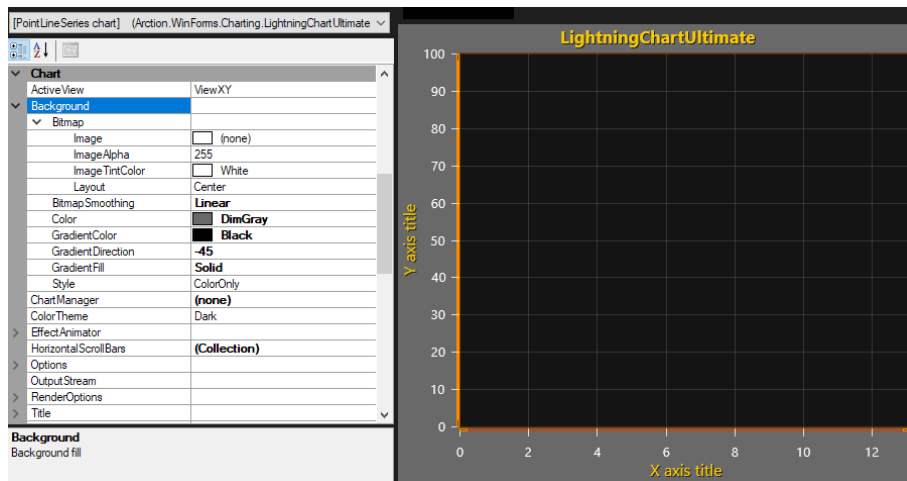 [PointLineSeries chart] (Arction.WinForms.Charting.LightningChartUltimate
Chart
ActiveView ViewXY
Background
Bitmap
Image (none)
ImageAlpha 255
ImageTintColor White
Layout Center
BitmapSmoothing Linear
Color DimGray
GradientColor Black
GradientDirection -45
GradientFill Solid
Style ColorOnly
ChartManager (none)
ColorTheme Dark
EffectAnimator
HorizontalScrollBars (Collection)
Options
OutputStream
RenderOptions
Title
Background
Background fill
LightningChartUltimate
100
90
80
70
60
50
40
30
20
10
0
Y axis title
0 2 4 6 8 10 12
X axis title